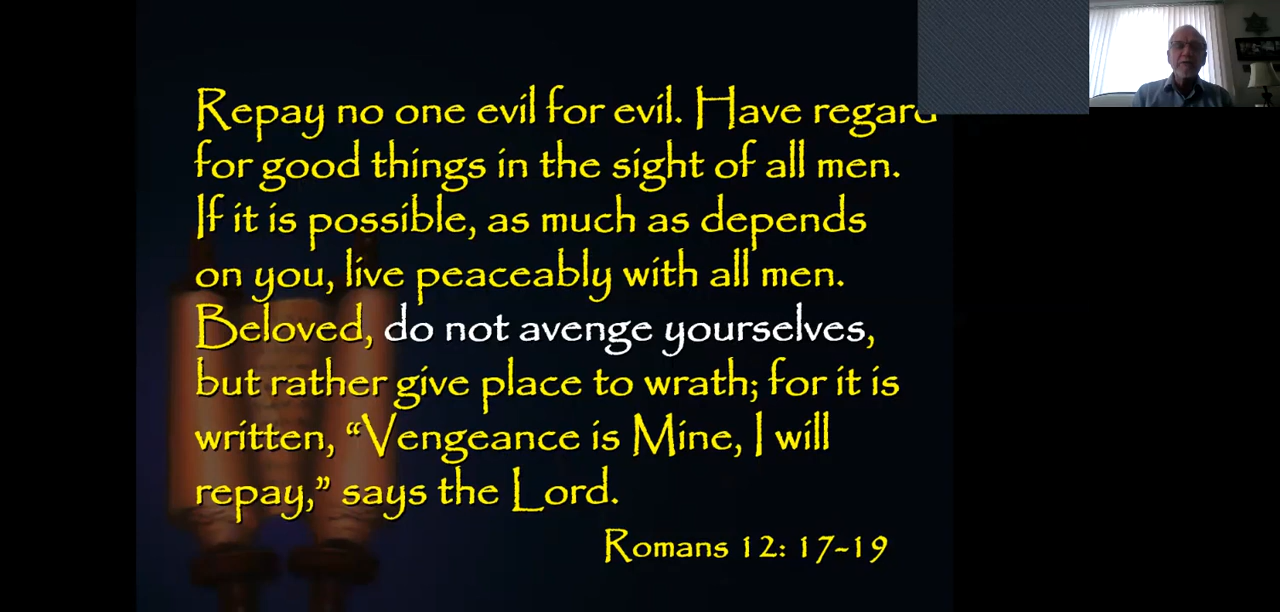 Repay no one evil for evil. Have regard
for good things in the sight of all men.
If it is possible, as much as depends
on you, live peaceably with all men.
Beloved, do not avenge yourselves,
but rather give place to wrath; for it is
written, “Vengeance is Mine, I will
repay,” says the Lord.
Romans 12: 17-19